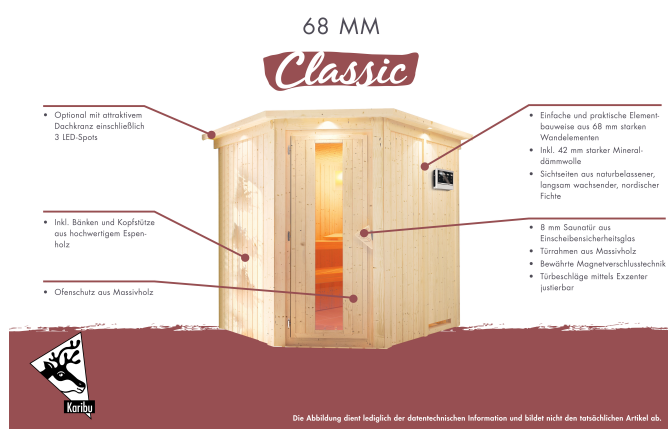 68 MM
Classic
• Optional mit attraktivem
Dachkranz einschließlich
3 LED-Spots
• Inkl. Bänken und Kopfstütze
aus hochwertigem Espen-
holz
• Ofenschutz aus Massivholz
• Einfache und praktische Element-
bauweise aus 68 mm starken
Wandelementen
• Inkl. 42 mm starker Mineral-
dämmwolle
• Sichtseiten aus naturbelassener,
langsam wachsender, nordischer
Fichte
• 8 mm Saunatür aus
Einscheibensicherheitsglas
• Türrahmen aus Massivholz
• Bewährte Magnetverschlusstechnik
• Türbeschläge mittels Exzenter
justierbar
Karibu
Die Abbildung dient lediglich der datentechnischen Information und bildet nicht den tatsächlichen Artikel ab.